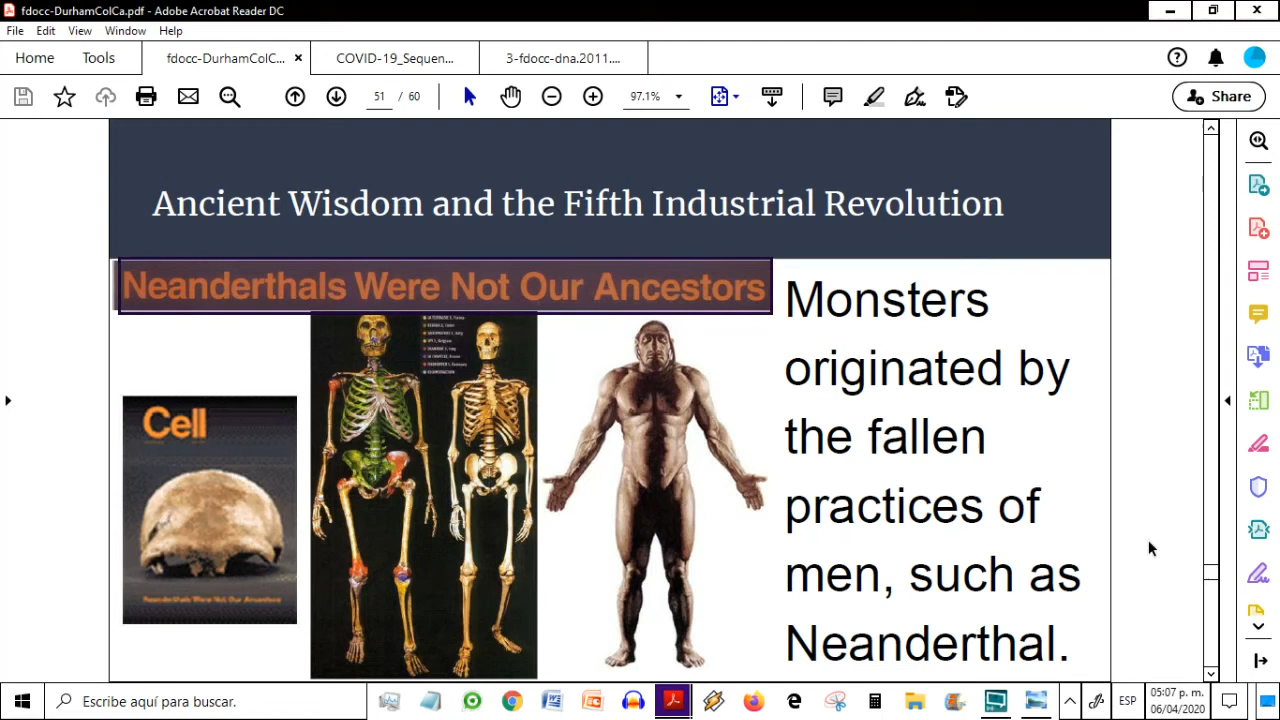 fdocc-DurhamColCa.pdf - Adobe Acrobat Reader DC
File Edit View Window Help
Home Tools fdocc-DurhamColC... × COVID-19_Sequen... 3-fdocc-dna.2011....
51 / 60 97.1% Share
Ancient Wisdom and the Fifth Industrial Revolution
Neanderthals Were Not Our Ancestors
Monsters
originated by
the fallen
practices of
men, such as
Neanderthal.
Cell
Neanderthals Were Not Our Ancestors
Escribe aquí para buscar.
ESP
05:07 p. m.
06/04/2020